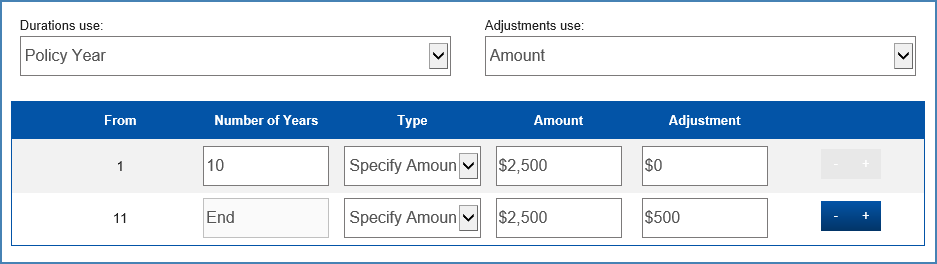 Durations use: Adjustments use:
Policy Year Amount
From Number of Years Type Amount Adjustment
1 10 Specify Amoun $2,500 $0 - +
11 End Specify Amoun $2,500 $500 - +